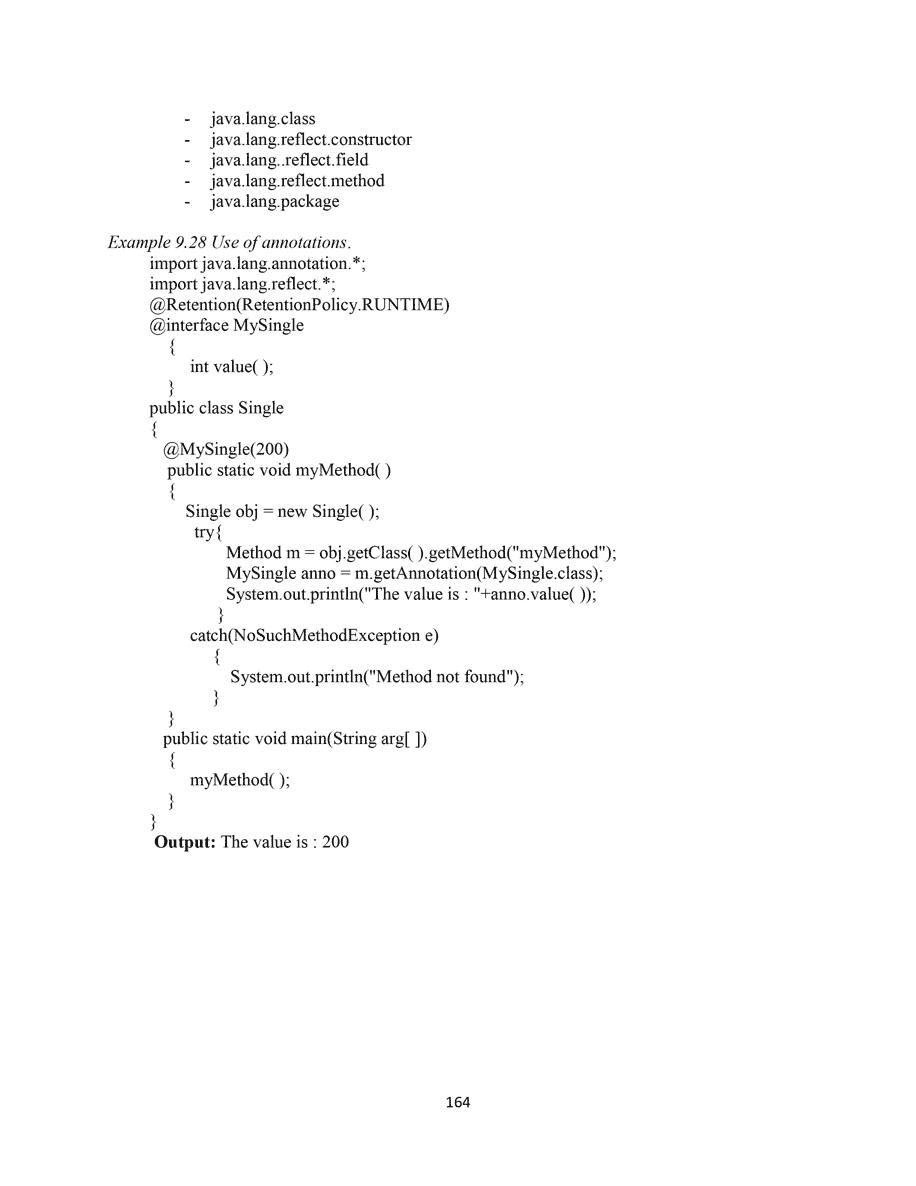 - java.lang.class
- java.lang.reflect.constructor
- java.lang..reflect.field
- java.lang.reflect.method
- java.lang.package
Example 9.28 Use of annotations.
import java.lang.annotation.*;
import java.lang.reflect.*;
@Retention(RetentionPolicy.RUNTIME)
@interface MySingle
{
int value( );
}
public class Single
{
@MySingle(200)
public static void myMethod( )
{
Single obj = new Single( );
try{
Method m = obj.getClass( ).getMethod("myMethod");
MySingle anno = m.getAnnotation(MySingle.class);
System.out.println("The value is : "+anno.value( ));
}
catch(NoSuchMethodException e)
{
System.out.println("Method not found");
}
}
public static void main(String arg[ ])
{
myMethod( );
}
}
Output: The value is : 200
164